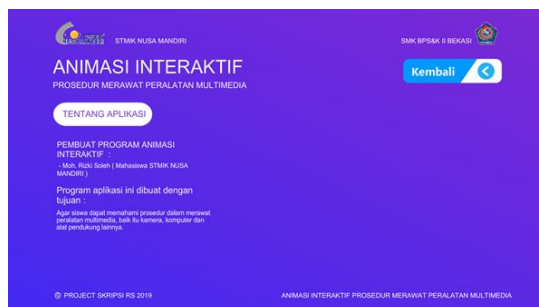 STMIK NUSA MANDIRI
SMK BPS&K II BEKASI
ANIMASI INTERAKTIF
PROSEDUR MERAWAT PERALATAN MULTIMEDIA
Kembali
TENTANG APLIKASI
PEMBUAT PROGRAM ANIMASI
INTERAKTIF :
- Moh. Rizki Soleh ( Mahasiswa STMIK NUSA
MANDIRI )
Program aplikasi ini dibuat dengan
tujuan :
Agar siswa dapat memahami prosedur dalam merawat
peralatan multimedia, baik itu kamera, komputer dan
alat pendukung lainnya.
© PROJECT SKRIPSI RS 2019
ANIMASI INTERAKTIF PROSEDUR MERAWAT PERALATAN MULTIMEDIA